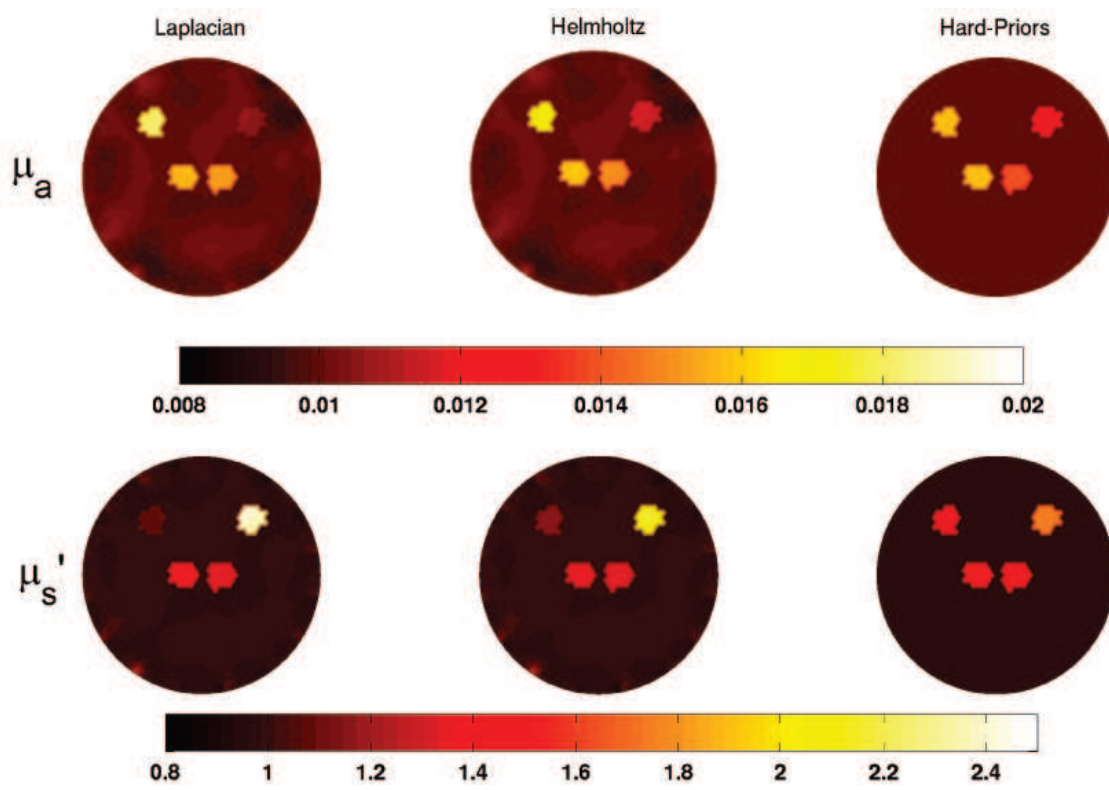 Laplacian Helmholtz Hard-Priors
μa
0.008 0.01 0.012 0.014 0.016 0.018 0.02
μs'
0.8 1 1.2 1.4 1.6 1.8 2 2.2 2.4